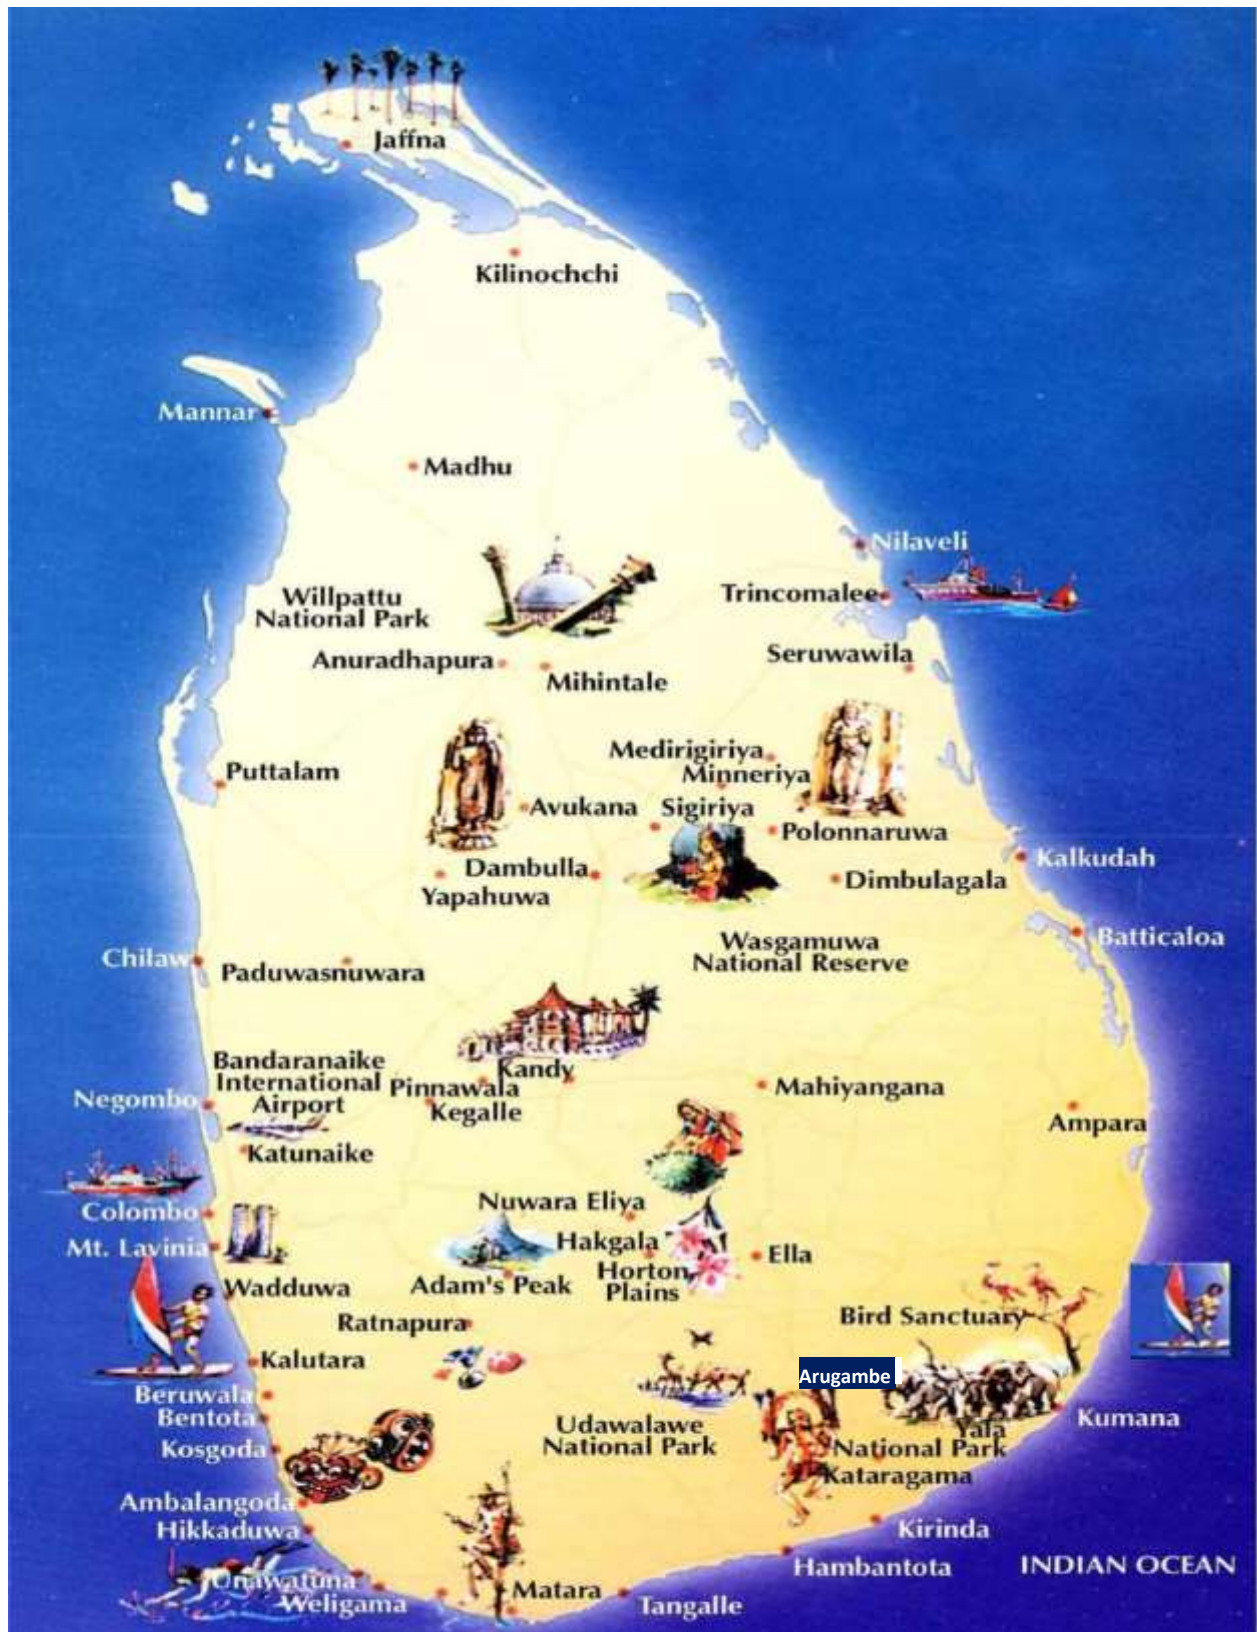 Jaffna
Kilinochchi
Mannar
Madhu
Nilaveli
Trincomalee
Willpattu
National Park
Anuradhapura
Mihintale
Seruwawila
Medirigiriya
Minneriya
Puttalam
Avukana
Sigiriya
Polonnaruwa
Kalkudah
Dambulla
Yapahuwa
Dimbulagala
Batticaloa
Wasgamuwa
National Reserve
Chilaw
Paduwasnuwara
Bandaranaike
International
Airport
Kandy
Pinnawala
Kegalle
Mahiyangana
Negombo
Ampara
Katunaike
Colombo
Nuwara Eliya
Mt. Lavinia
Hakgala
Ella
Horton
Plains
Adam's Peak
Wadduwa
Bird Sanctuary
Ratnapura
Kalutara
Arugambe
Beruwala
Bentota
Kumana
Udawalawe
National Park
Yala
National Park
Kosgoda
Kataragama
Ambalangoda
Hikkaduwa
Kirinda
Hambantota
INDIAN OCEAN
Unawatuna
Weligama
Matara
Tangalle